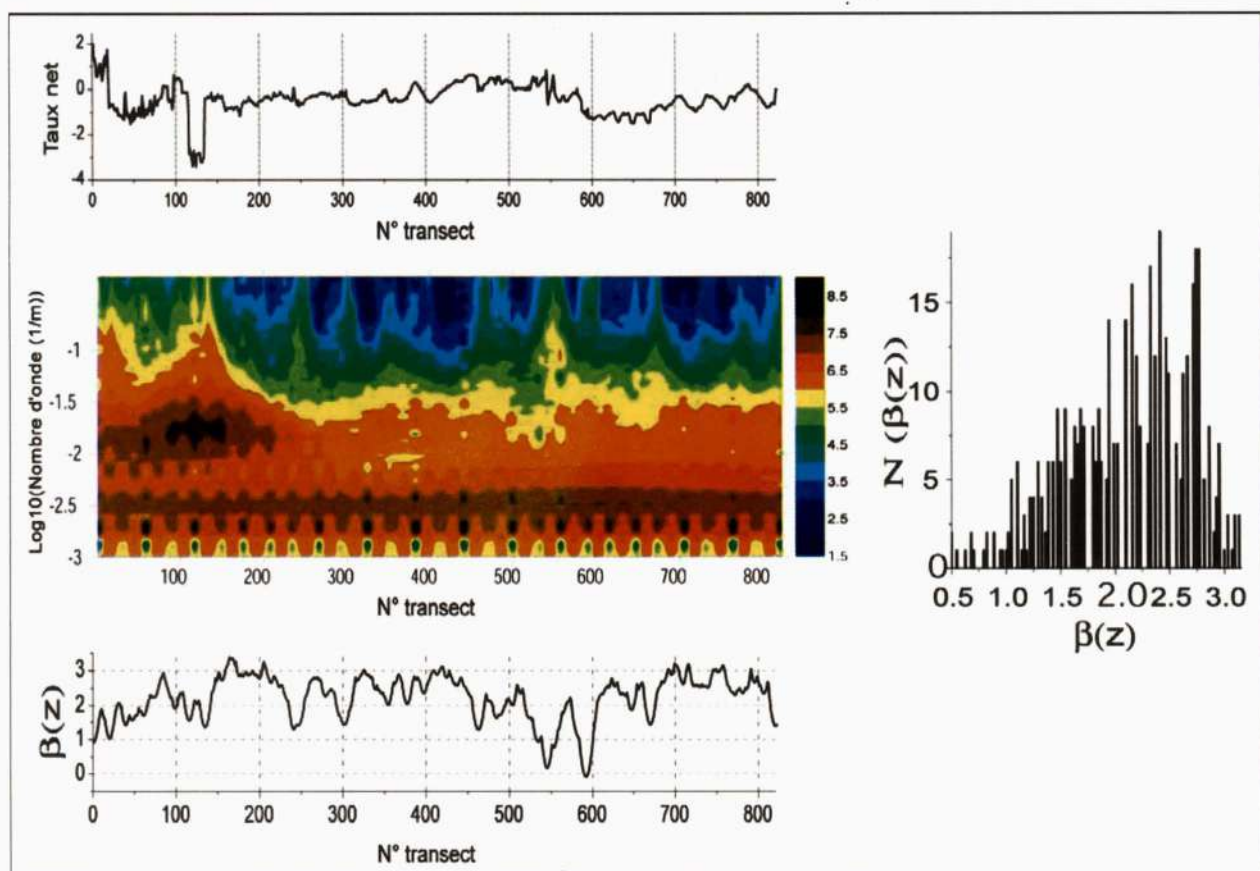 Taux net
2
0
-2
-4
0 100 200 300 400 500 600 700 800
N° transect
Log10(Nombre d'onde (1/m))
-1
-1.5
-2
-2.5
-3
100 200 300 400 500 600 700 800
N° transect
8.5
7.5
6.5
5.5
4.5
3.5
2.5
1.5
β(z)
3
2
1
0
0 100 200 300 400 500 600 700 800
N° transect
N (β(z))
15
10
5
0
0.5 1.0 1.5 2.0 2.5 3.0
β(z)